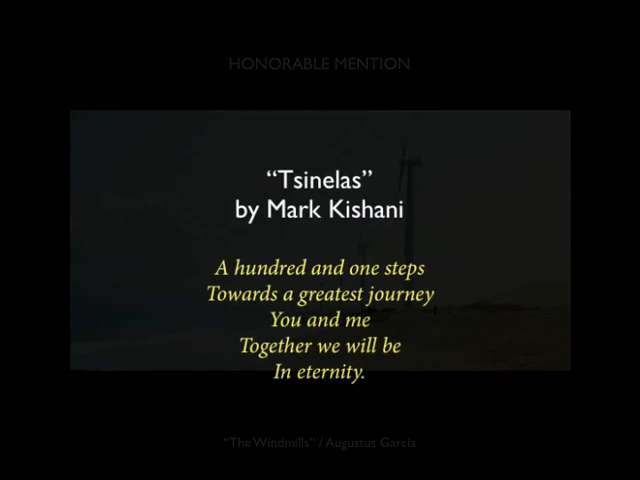 HONORABLE MENTION
“Tsinelas”
by Mark Kishani
A hundred and one steps
Towards a greatest journey
You and me
Together we will be
In eternity.
“The Windmills” / Augustus Garcia